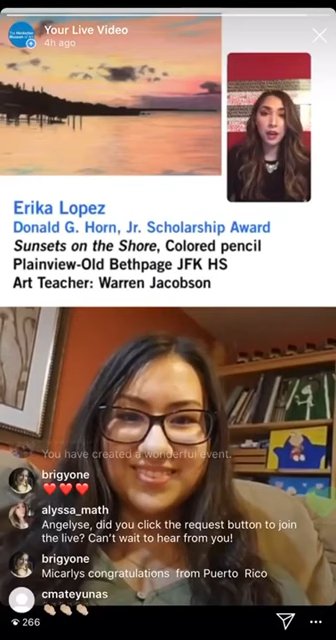 Your Live Video
4h ago
Erika Lopez
Donald G. Horn, Jr. Scholarship Award
Sunsets on the Shore, Colored pencil
Plainview-Old Bethpage JFK HS
Art Teacher: Warren Jacobson
You have created a wonderful event.
brigyone
❤️❤️❤️
alyssa_math
Angelyse, did you click the request button to join
the live? Can't wait to hear from you!
brigyone
Micarlys congratulations from Puerto Rico
cmateyunas
👏🏼👏🏼👏🏼👏🏼
266